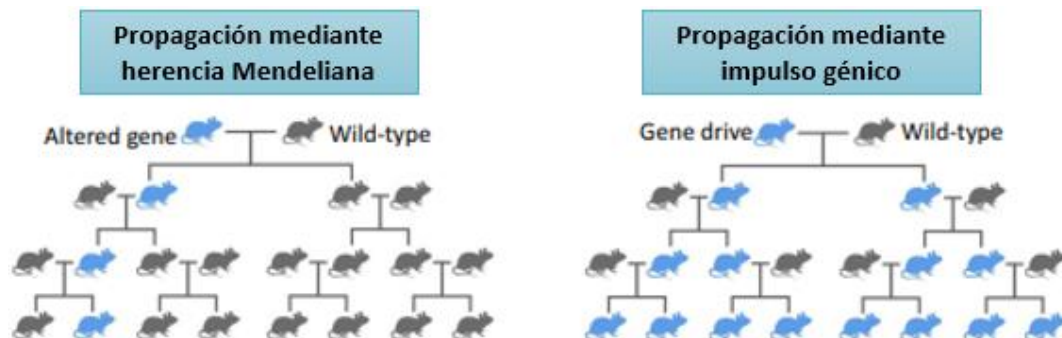 Propagación mediante
herencia Mendeliana
Propagación mediante
impulso génico
Altered gene
Wild-type
Gene drive
Wild-type